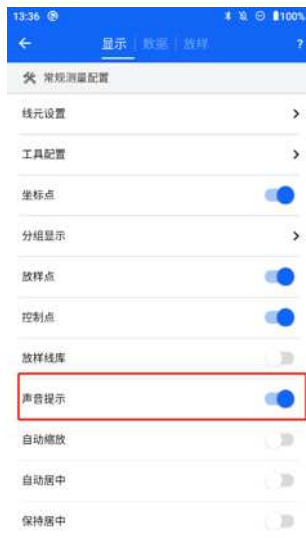 13:36 100%
显示 数据 放样 ?
常规测量配置
线元设置
工具配置
坐标点
分组显示
放样点
控制点
放样线库
声音提示
自动缩放
自动居中
保持居中